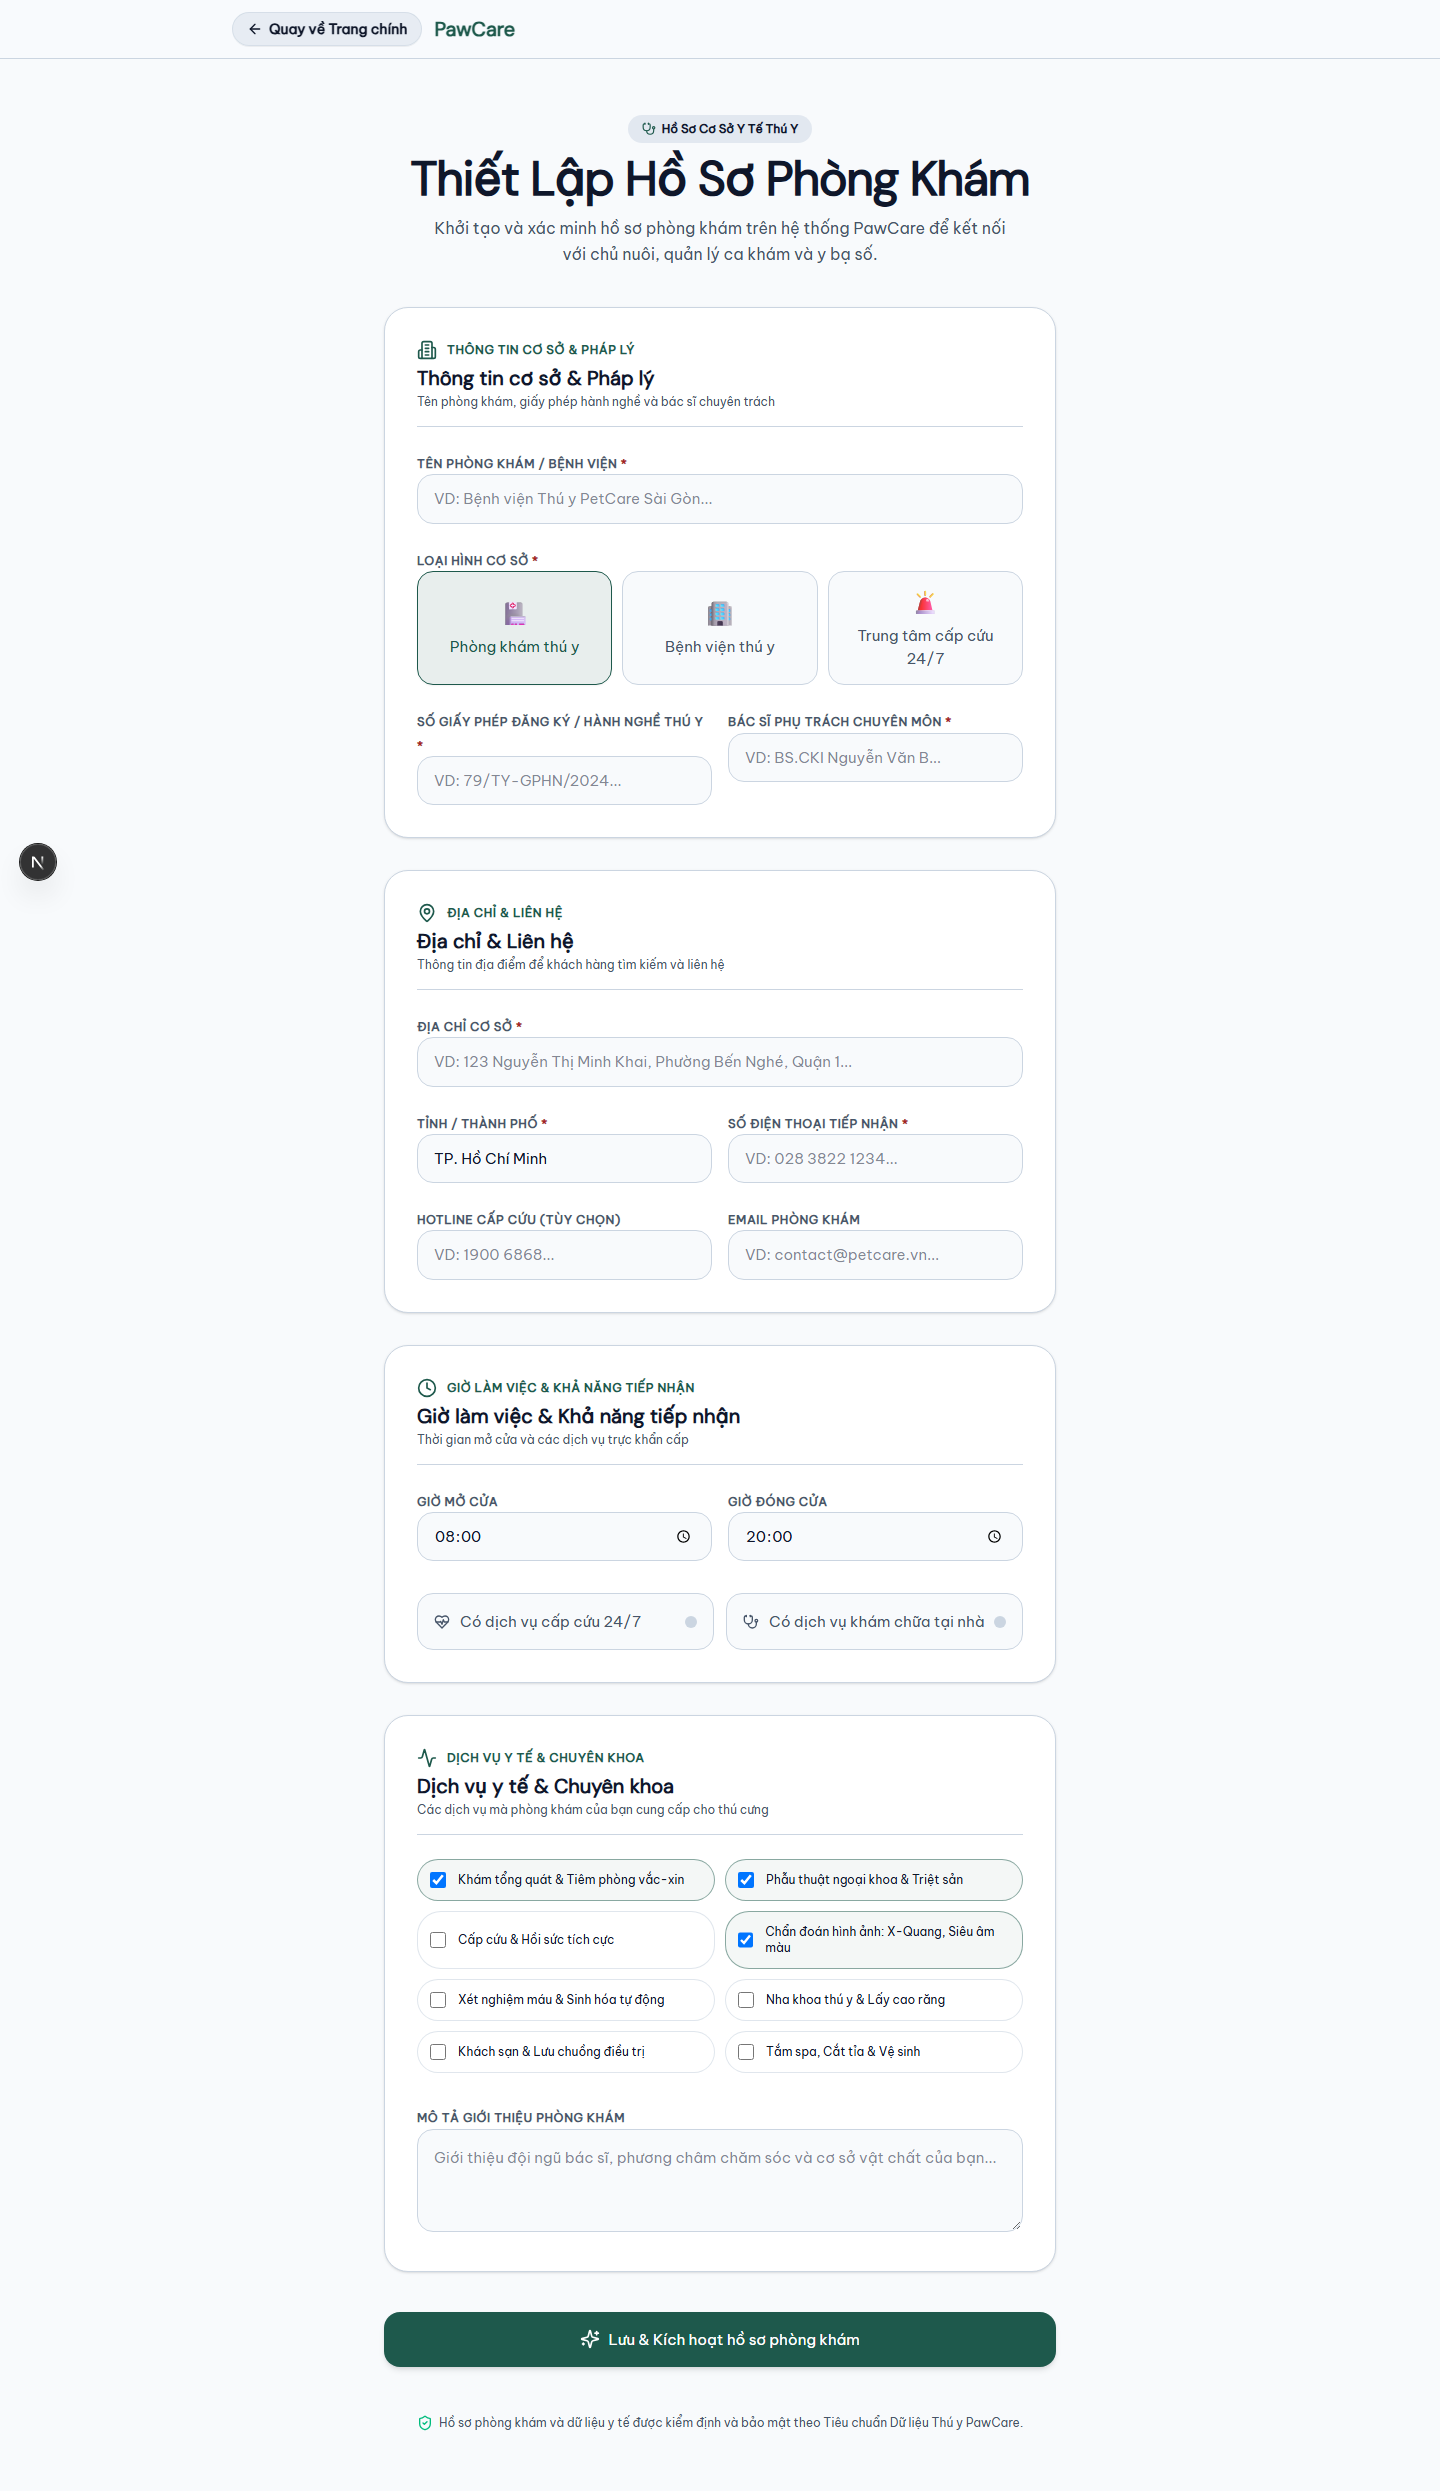 Quay về Trang chính
PawCare
Hồ Sơ Cơ Sở Y Tế Thú Y
Thiết Lập Hồ Sơ Phòng Khám
Khởi tạo và xác minh hồ sơ phòng khám trên hệ thống PawCare để kết nối
với chủ nuôi, quản lý ca khám và y bạ số.
THÔNG TIN CƠ SỞ & PHÁP LÝ
Thông tin cơ sở & Pháp lý
Tên phòng khám, giấy phép hành nghề và bác sĩ chuyên trách
TÊN PHÒNG KHÁM / BỆNH VIỆN *
VD: Bệnh viện Thú y PetCare Sài Gòn...
LOẠI HÌNH CƠ SỞ *
Phòng khám thú y
Bệnh viện thú y
Trung tâm cấp cứu
24/7
SỐ GIẤY PHÉP ĐĂNG KÝ / HÀNH NGHỀ THÚ Y
*
VD: 79/TY-GPHN/2024...
BÁC SĨ PHỤ TRÁCH CHUYÊN MÔN *
VD: BS.CKI Nguyễn Văn B...
N
ĐỊA CHỈ & LIÊN HỆ
Địa chỉ & Liên hệ
Thông tin địa điểm để khách hàng tìm kiếm và liên hệ
ĐỊA CHỈ CƠ SỞ *
VD: 123 Nguyễn Thị Minh Khai, Phường Bến Nghé, Quận 1...
TỈNH / THÀNH PHỐ *
TP. Hồ Chí Minh
SỐ ĐIỆN THOẠI TIẾP NHẬN *
VD: 028 3822 1234...
HOTLINE CẤP CỨU (TÙY CHỌN)
VD: 1900 6868...
EMAIL PHÒNG KHÁM
VD: contact@petcare.vn...
GIỜ LÀM VIỆC & KHẢ NĂNG TIẾP NHẬN
Giờ làm việc & Khả năng tiếp nhận
Thời gian mở cửa và các dịch vụ trực khẩn cấp
GIỜ MỞ CỬA
08:00
GIỜ ĐÓNG CỬA
20:00
Có dịch vụ cấp cứu 24/7
Có dịch vụ khám chữa tại nhà
DỊCH VỤ Y TẾ & CHUYÊN KHOA
Dịch vụ y tế & Chuyên khoa
Các dịch vụ mà phòng khám của bạn cung cấp cho thú cưng
Khám tổng quát & Tiêm phòng vắc-xin
Phẫu thuật ngoại khoa & Triệt sản
Cấp cứu & Hồi sức tích cực
Chẩn đoán hình ảnh: X-Quang, Siêu âm
màu
Xét nghiệm máu & Sinh hóa tự động
Nha khoa thú y & Lấy cao răng
Khách sạn & Lưu chuồng điều trị
Tắm spa, Cắt tỉa & Vệ sinh
MÔ TẢ GIỚI THIỆU PHÒNG KHÁM
Giới thiệu đội ngũ bác sĩ, phương châm chăm sóc và cơ sở vật chất của bạn...
Lưu & Kích hoạt hồ sơ phòng khám
Hồ sơ phòng khám và dữ liệu y tế được kiểm định và bảo mật theo Tiêu chuẩn Dữ liệu Thú y PawCare.